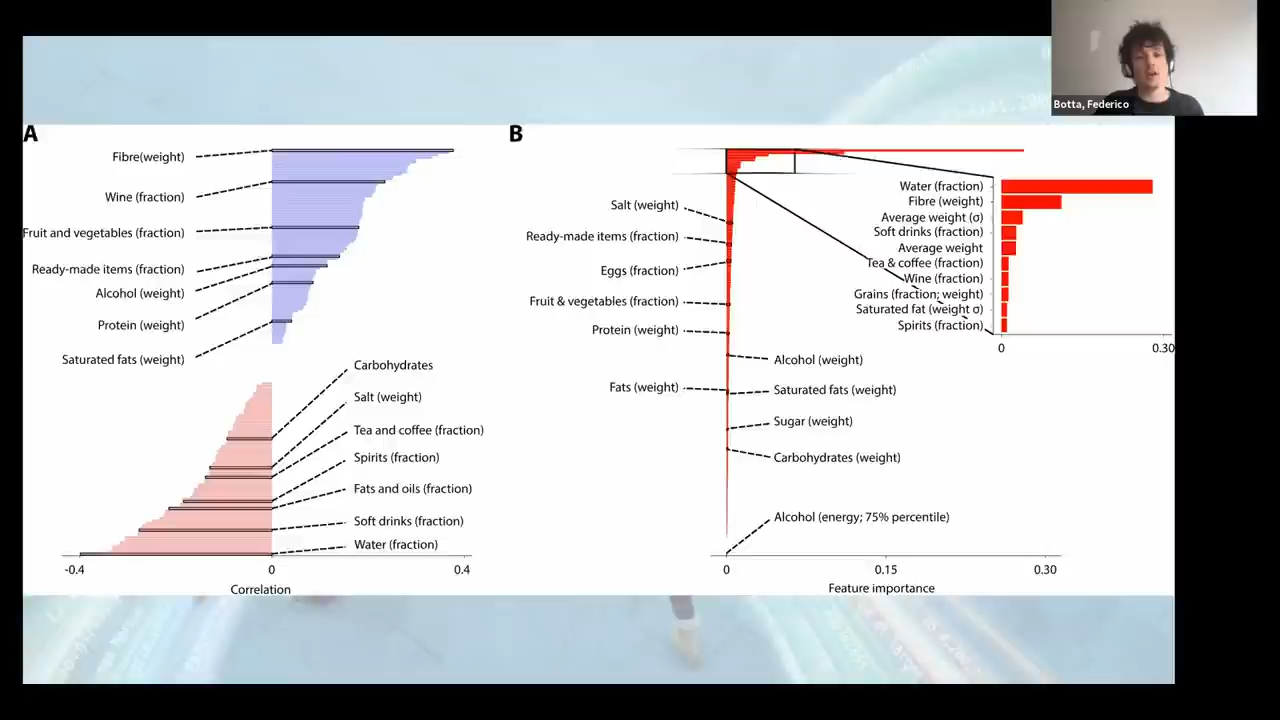 Botta, Federico
A
Fibre(weight)
Wine (fraction)
Fruit and vegetables (fraction)
Ready-made items (fraction)
Alcohol (weight)
Protein (weight)
Saturated fats (weight)
Carbohydrates
Salt (weight)
Tea and coffee (fraction)
Spirits (fraction)
Fats and oils (fraction)
Soft drinks (fraction)
Water (fraction)
-0.4 0 0.4
Correlation
B
Salt (weight)
Ready-made items (fraction)
Eggs (fraction)
Fruit & vegetables (fraction)
Protein (weight)
Fats (weight)
Alcohol (weight)
Saturated fats (weight)
Sugar (weight)
Carbohydrates (weight)
Alcohol (energy; 75% percentile)
0 0.15 0.30
Feature importance
Water (fraction)
Fibre (weight)
Average weight (σ)
Soft drinks (fraction)
Average weight
Tea & coffee (fraction)
Wine (fraction)
Grains (fraction; weight)
Saturated fat (weight σ)
Spirits (fraction)
0 0.30